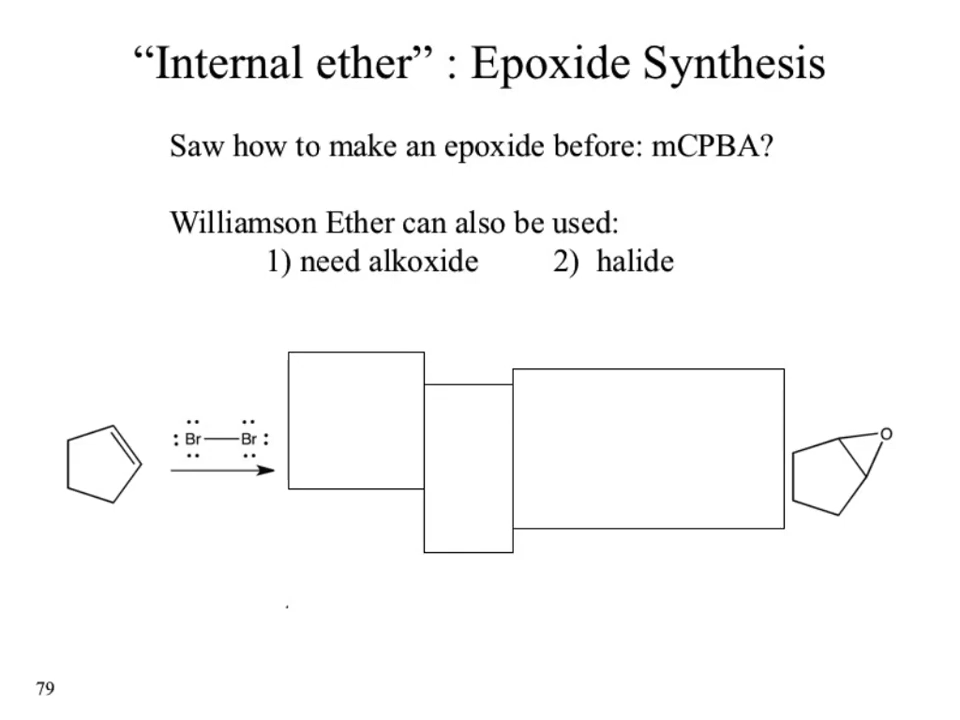 “Internal ether” : Epoxide Synthesis
Saw how to make an epoxide before: mCPBA?
Williamson Ether can also be used:
1) need alkoxide 2) halide
Br Br
O
79